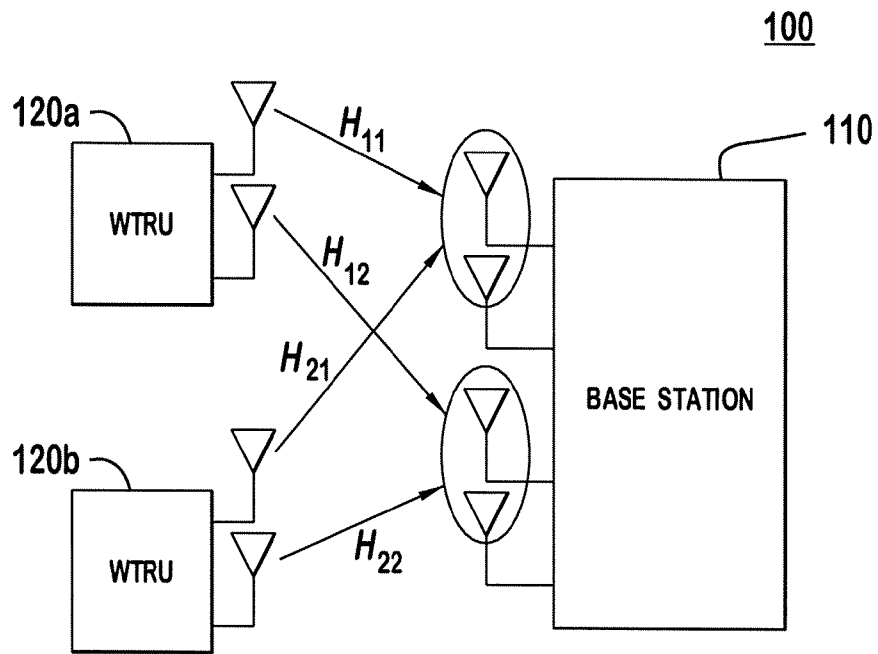 100
120a
H11
110
WTRU
H12
H21
BASE STATION
120b
H22
WTRU